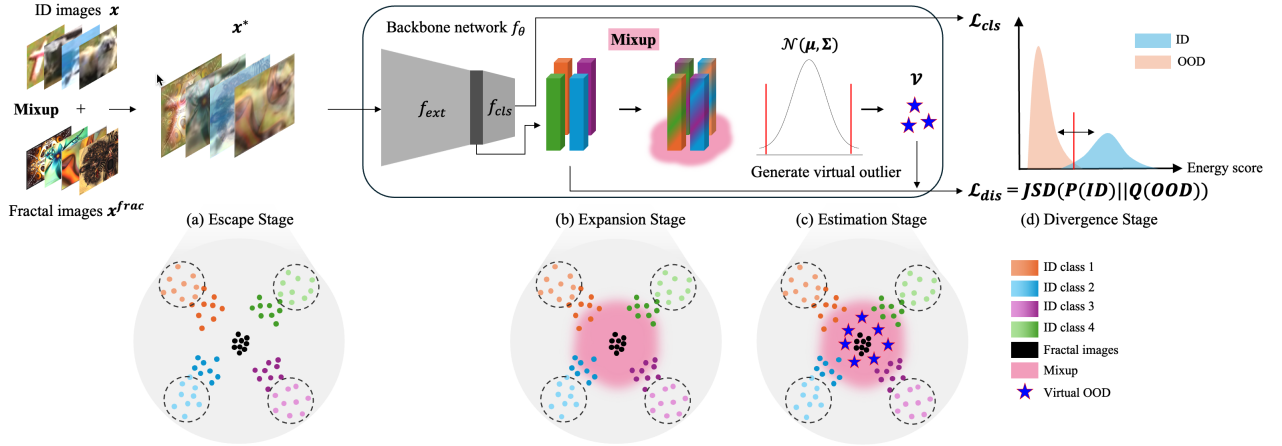 ID images x
Mixup +
Fractal images x^frac
x*
Backbone network f_θ
f_ext
f_cls
Mixup
𝒩(μ, Σ)
Generate virtual outlier
𝒱
ℒ_cls
ℒ_dis = JSD(P(ID)||Q(OOD))
ID
OOD
Energy score
(a) Escape Stage
(b) Expansion Stage
(c) Estimation Stage
(d) Divergence Stage
ID class 1
ID class 2
ID class 3
ID class 4
Fractal images
Mixup
Virtual OOD